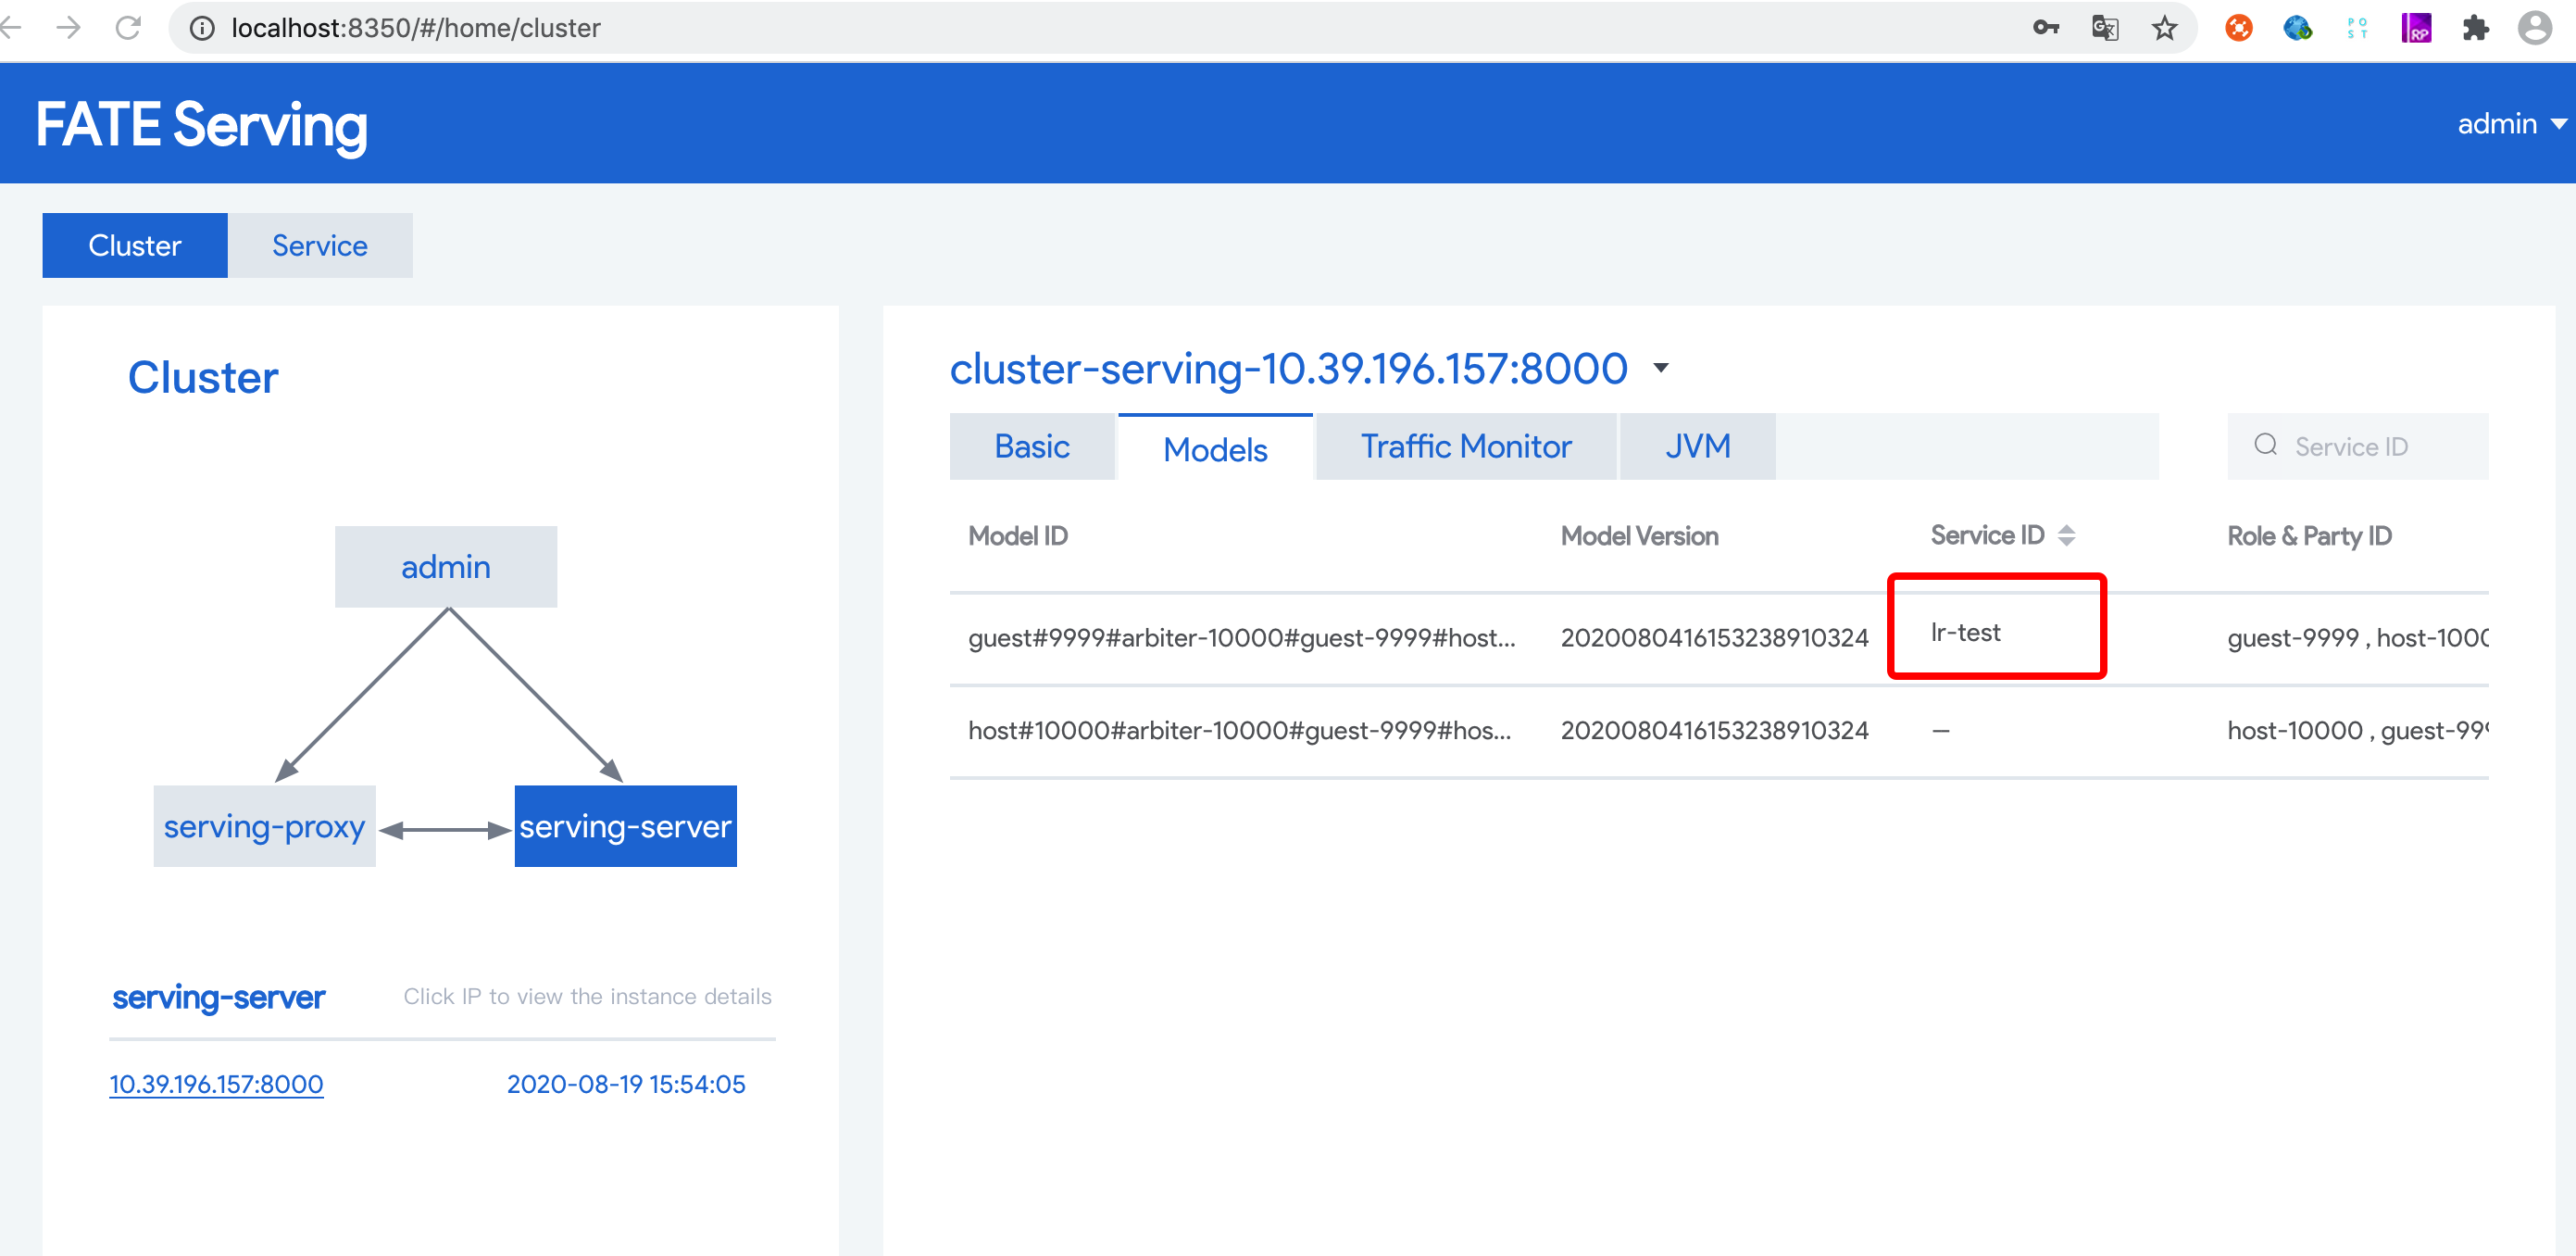 localhost:8350/#/home/cluster
POST
RP
FATE Serving
admin
Cluster
Service
Cluster
admin
serving-proxy
serving-server
serving-server
Click IP to view the instance details
10.39.196.157:8000
2020-08-19 15:54:05
cluster-serving-10.39.196.157:8000
Basic
Models
Traffic Monitor
JVM
Service ID
Model ID
Model Version
Service ID
Role & Party ID
guest#9999#arbiter-10000#guest-9999#host...
2020080416153238910324
lr-test
guest-9999 , host-1000
host#10000#arbiter-10000#guest-9999#hos...
2020080416153238910324
—
host-10000 , guest-999